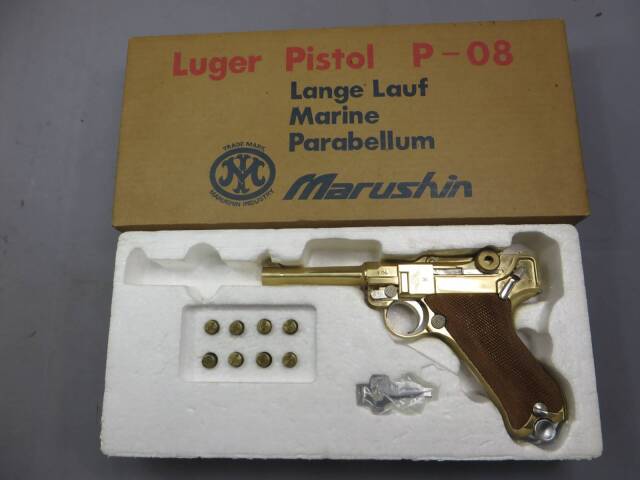 Luger Pistol P-08
Lange Lauf
Marine
Parabellum
TRADE MARK
MARUSHIN INDUSTRY
Marushin